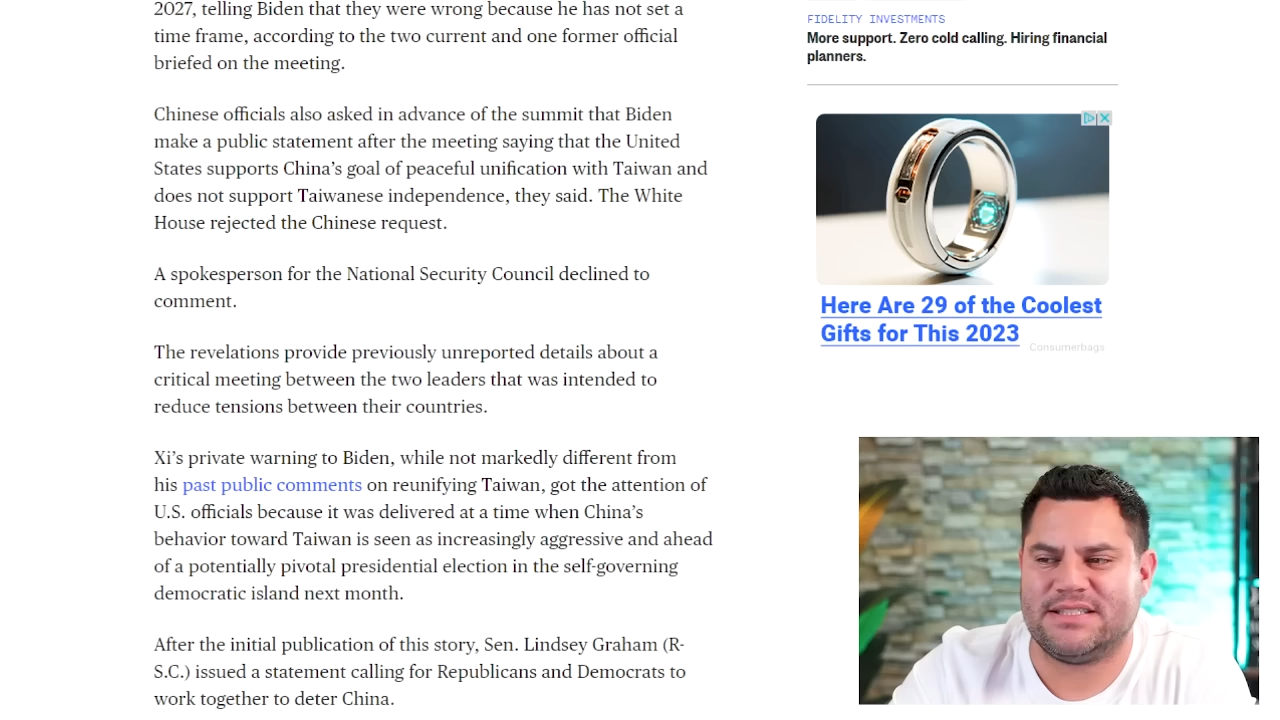 2027, telling Biden that they were wrong because he has not set a
time frame, according to the two current and one former official
briefed on the meeting.
Chinese officials also asked in advance of the summit that Biden
make a public statement after the meeting saying that the United
States supports China’s goal of peaceful unification with Taiwan and
does not support Taiwanese independence, they said. The White
House rejected the Chinese request.
A spokesperson for the National Security Council declined to
comment.
The revelations provide previously unreported details about a
critical meeting between the two leaders that was intended to
reduce tensions between their countries.
Xi’s private warning to Biden, while not markedly different from
his past public comments on reunifying Taiwan, got the attention of
U.S. officials because it was delivered at a time when China’s
behavior toward Taiwan is seen as increasingly aggressive and ahead
of a potentially pivotal presidential election in the self-governing
democratic island next month.
After the initial publication of this story, Sen. Lindsey Graham (R-
S.C.) issued a statement calling for Republicans and Democrats to
work together to deter China.
FIDELITY INVESTMENTS
More support. Zero cold calling. Hiring financial
planners.
Here Are 29 of the Coolest
Gifts for This 2023
Consumerbags